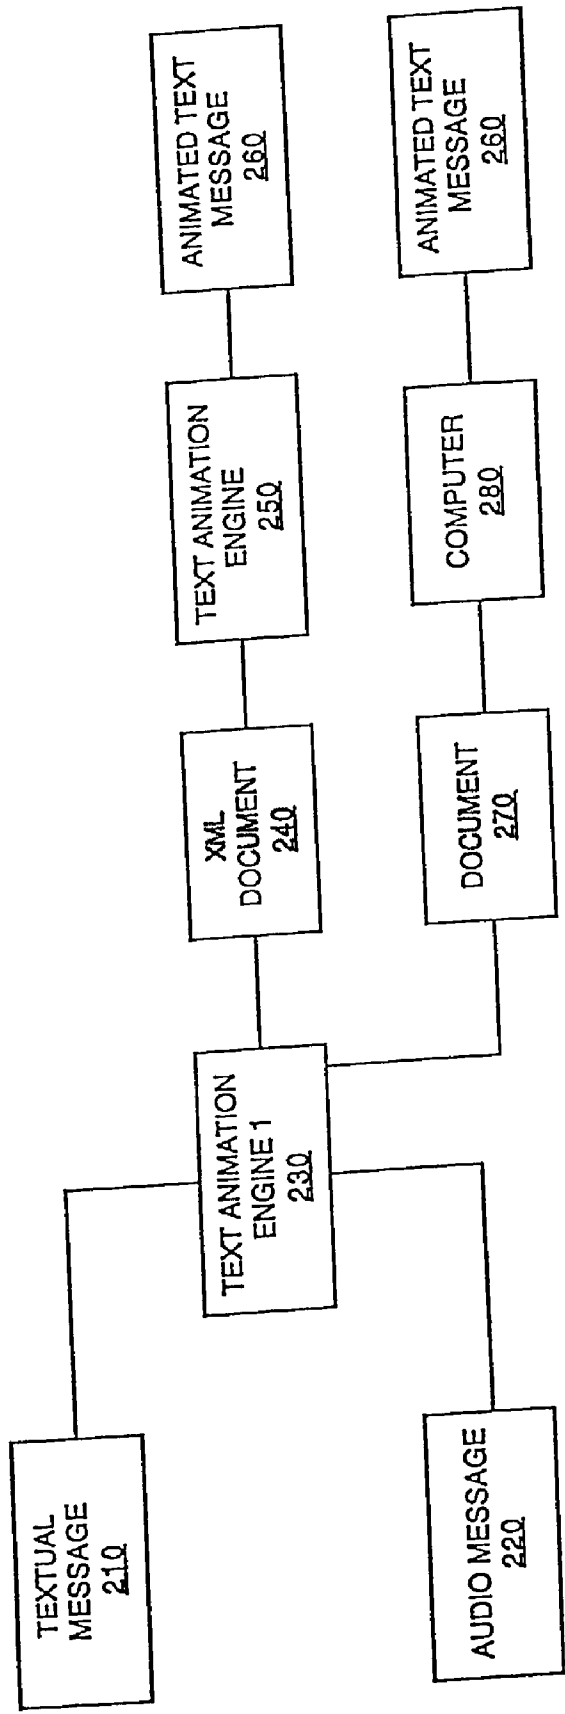 TEXTUAL
MESSAGE
210
AUDIO MESSAGE
220
TEXT ANIMATION
ENGINE 1
230
XML
DOCUMENT
240
TEXT ANIMATION
ENGINE
250
ANIMATED TEXT
MESSAGE
260
DOCUMENT
270
COMPUTER
280
ANIMATED TEXT
MESSAGE
260